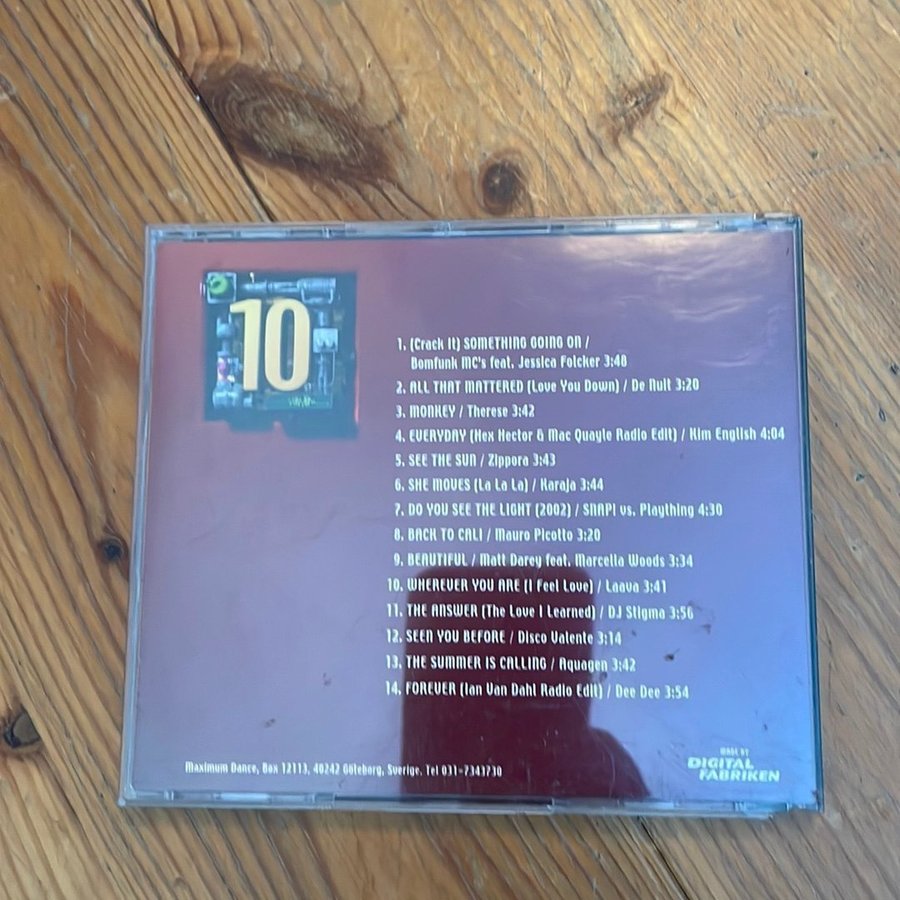 10
1. (Crack It) SOMETHING GOING ON /
Bomfunk MC's feat. Jessica Folcker 3:48
2. ALL THAT MATTERED (Love You Down) / De Nuit 3:20
3. MONKEY / Therese 3:42
4. EVERYDAY (Hex Hector & Mac Quayle Radio Edit) / Kim English 4:04
5. SEE THE SUN / Zippora 3:43
6. SHE MOVES (La La La) / Karaja 3:44
7. DO YOU SEE THE LIGHT (2002) / SNAP! vs. Plaything 4:30
8. BACK TO CALI / Mauro Picotto 3:20
9. BEAUTIFUL / Matt Darey feat. Marcella Woods 3:34
10. WHEREVER YOU ARE (I Feel Love) / Laava 3:41
11. THE ANSWER (The Love I Learned) / DJ Stigma 3:56
12. SEEN YOU BEFORE / Disco Valente 3:14
13. THE SUMMER IS CALLING / Aquagen 3:42
14. FOREVER (Ian Van Dahl Radio Edit) / Dee Dee 3:54
Maximum Dance, Box 12113, 40242 Göteborg, Sverige. Tel 031-7343730
MADE BY
DIGITAL
FABRIKEN